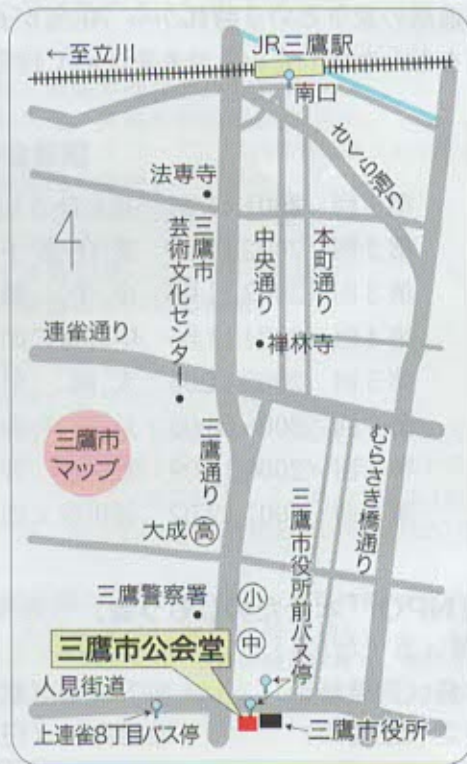 ←至立川
JR三鷹駅
南口
さくら通り
法専寺
三鷹市
芸術文化センター
中央通り
本町通り
連雀通り
禅林寺
三鷹市
マップ
三鷹通り
むらさき橋通り
大成高
三鷹市役所前バス停
三鷹警察署
小
三鷹市公会堂
中
人見街道
上連雀8丁目バス停
三鷹市役所